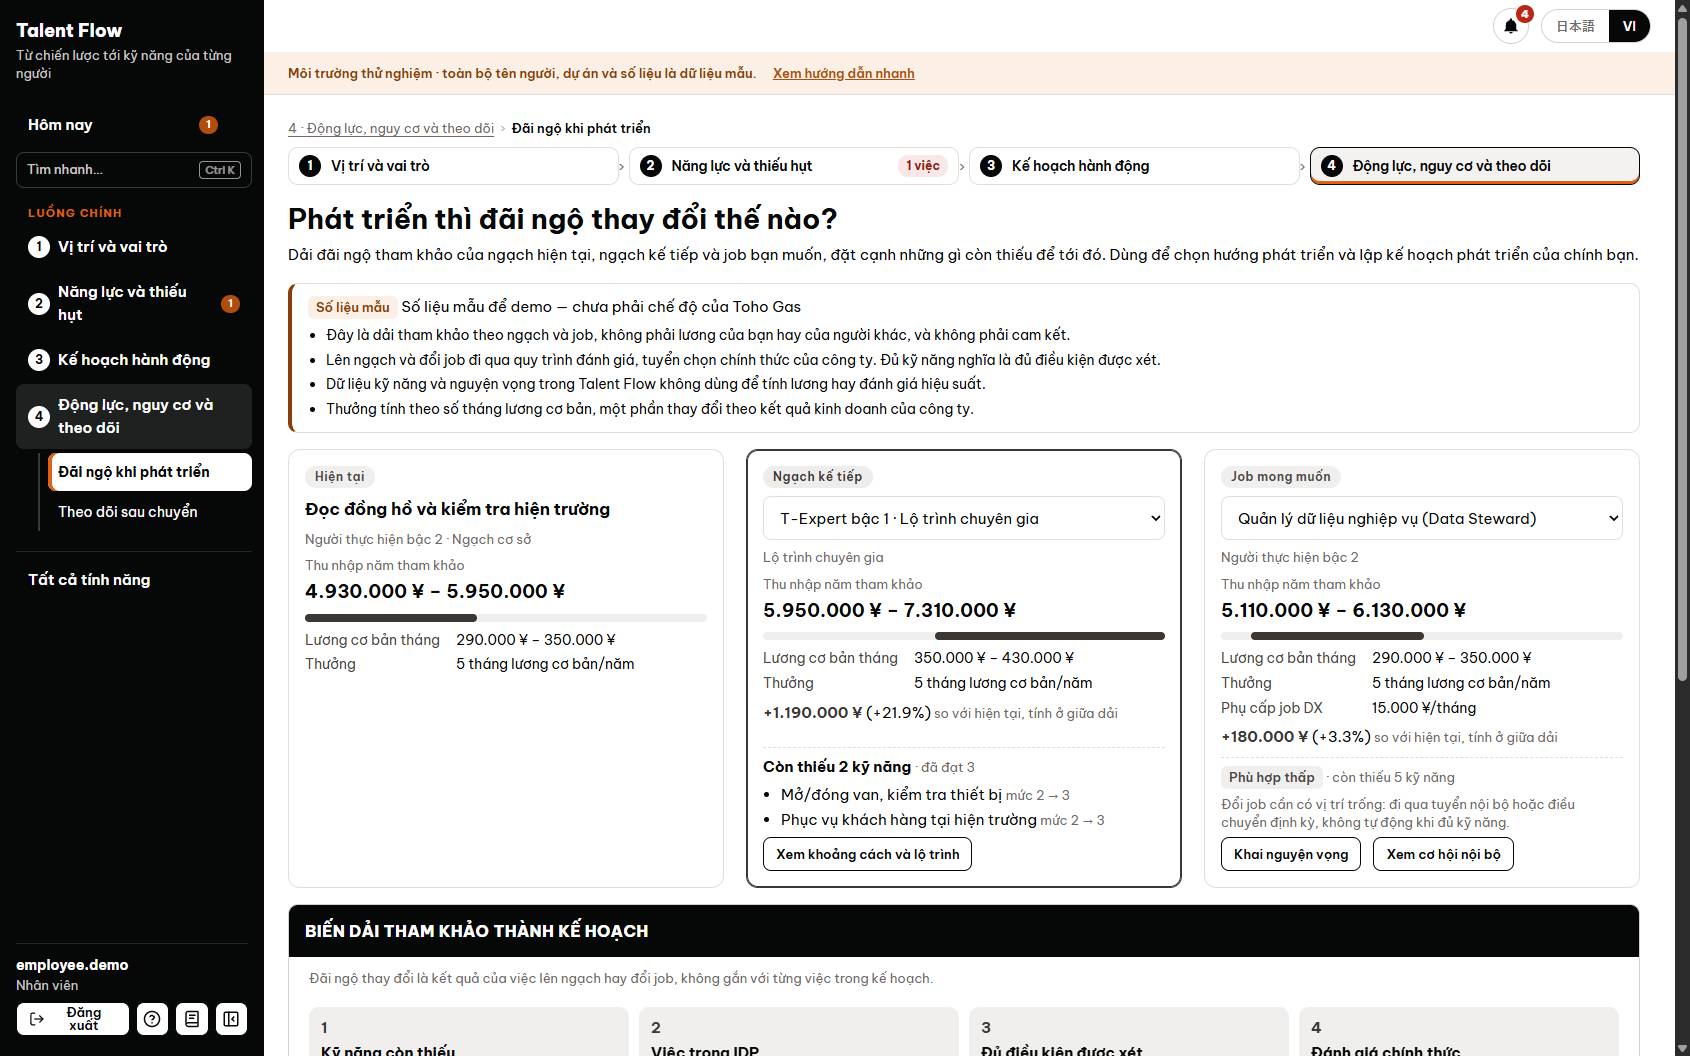 Talent Flow
Từ chiến lược tới kỹ năng của từng
người
Hôm nay
1
Tìm nhanh...
Ctrl K
LUỒNG CHÍNH
1 Vị trí và vai trò
2 Năng lực và thiếu
hụt
1
3 Kế hoạch hành động
4 Động lực, nguy cơ và
theo dõi
Đãi ngộ khi phát triển
Theo dõi sau chuyển
Tất cả tính năng
employee.demo
Nhân viên
Đăng
xuất
4
日本語
VI
Môi trường thử nghiệm · toàn bộ tên người, dự án và số liệu là dữ liệu mẫu. Xem hướng dẫn nhanh
4 · Động lực, nguy cơ và theo dõi › Đãi ngộ khi phát triển
1 Vị trí và vai trò ›
2 Năng lực và thiếu hụt 1 việc ›
3 Kế hoạch hành động ›
4 Động lực, nguy cơ và theo dõi
Phát triển thì đãi ngộ thay đổi thế nào?
Dải đãi ngộ tham khảo của ngạch hiện tại, ngạch kế tiếp và job bạn muốn, đặt cạnh những gì còn thiếu để tới đó. Dùng để chọn hướng phát triển và lập kế hoạch phát triển của chính bạn.
Số liệu mẫu Số liệu mẫu để demo — chưa phải chế độ của Toho Gas
• Đây là dải tham khảo theo ngạch và job, không phải lương của bạn hay của người khác, và không phải cam kết.
• Lên ngạch và đổi job đi qua quy trình đánh giá, tuyển chọn chính thức của công ty. Đủ kỹ năng nghĩa là đủ điều kiện được xét.
• Dữ liệu kỹ năng và nguyện vọng trong Talent Flow không dùng để tính lương hay đánh giá hiệu suất.
• Thưởng tính theo số tháng lương cơ bản, một phần thay đổi theo kết quả kinh doanh của công ty.
Hiện tại
Đọc đồng hồ và kiểm tra hiện trường
Người thực hiện bậc 2 · Ngạch cơ sở
Thu nhập năm tham khảo
4.930.000 ¥ – 5.950.000 ¥
Lương cơ bản tháng 290.000 ¥ – 350.000 ¥
Thưởng 5 tháng lương cơ bản/năm
Ngạch kế tiếp
T-Expert bậc 1 · Lộ trình chuyên gia
Lộ trình chuyên gia
Thu nhập năm tham khảo
5.950.000 ¥ – 7.310.000 ¥
Lương cơ bản tháng 350.000 ¥ – 430.000 ¥
Thưởng 5 tháng lương cơ bản/năm
+1.190.000 ¥ (+21.9%) so với hiện tại, tính ở giữa dải
Còn thiếu 2 kỹ năng · đã đạt 3
• Mở/đóng van, kiểm tra thiết bị mức 2 → 3
• Phục vụ khách hàng tại hiện trường mức 2 → 3
Xem khoảng cách và lộ trình
Job mong muốn
Quản lý dữ liệu nghiệp vụ (Data Steward)
Người thực hiện bậc 2
Thu nhập năm tham khảo
5.110.000 ¥ – 6.130.000 ¥
Lương cơ bản tháng 290.000 ¥ – 350.000 ¥
Thưởng 5 tháng lương cơ bản/năm
Phụ cấp job DX 15.000 ¥/tháng
+180.000 ¥ (+3.3%) so với hiện tại, tính ở giữa dải
Phù hợp thấp · còn thiếu 5 kỹ năng
Đổi job cần có vị trí trống: đi qua tuyển nội bộ hoặc điều
chuyển định kỳ, không tự động khi đủ kỹ năng.
Khai nguyện vọng
Xem cơ hội nội bộ
BIẾN DẢI THAM KHẢO THÀNH KẾ HOẠCH
Đãi ngộ thay đổi là kết quả của việc lên ngạch hay đổi job, không gắn với từng việc trong kế hoạch.
1
Kỹ năng còn thiếu
2
Việc trong IDP
3
Đủ điều kiện được xét
4
Đánh giá chính thức